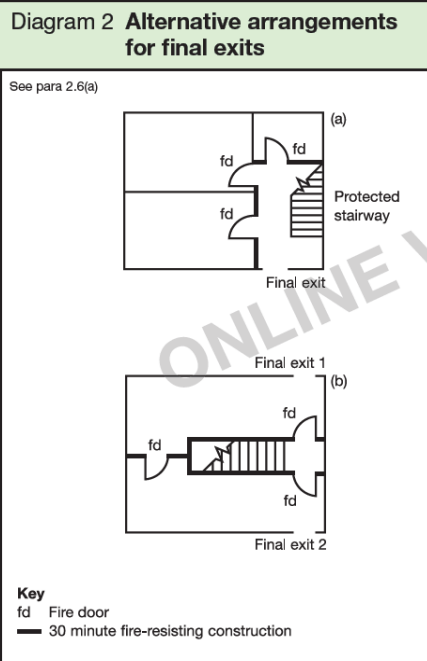 Diagram 2 Alternative arrangements
for final exits
See para 2.6(a)
(a)
fd
fd
fd
Protected
stairway
Final exit
ONLINE V
Final exit 1
(b)
fd
fd
fd
Final exit 2
Key
fd Fire door
30 minute fire-resisting construction